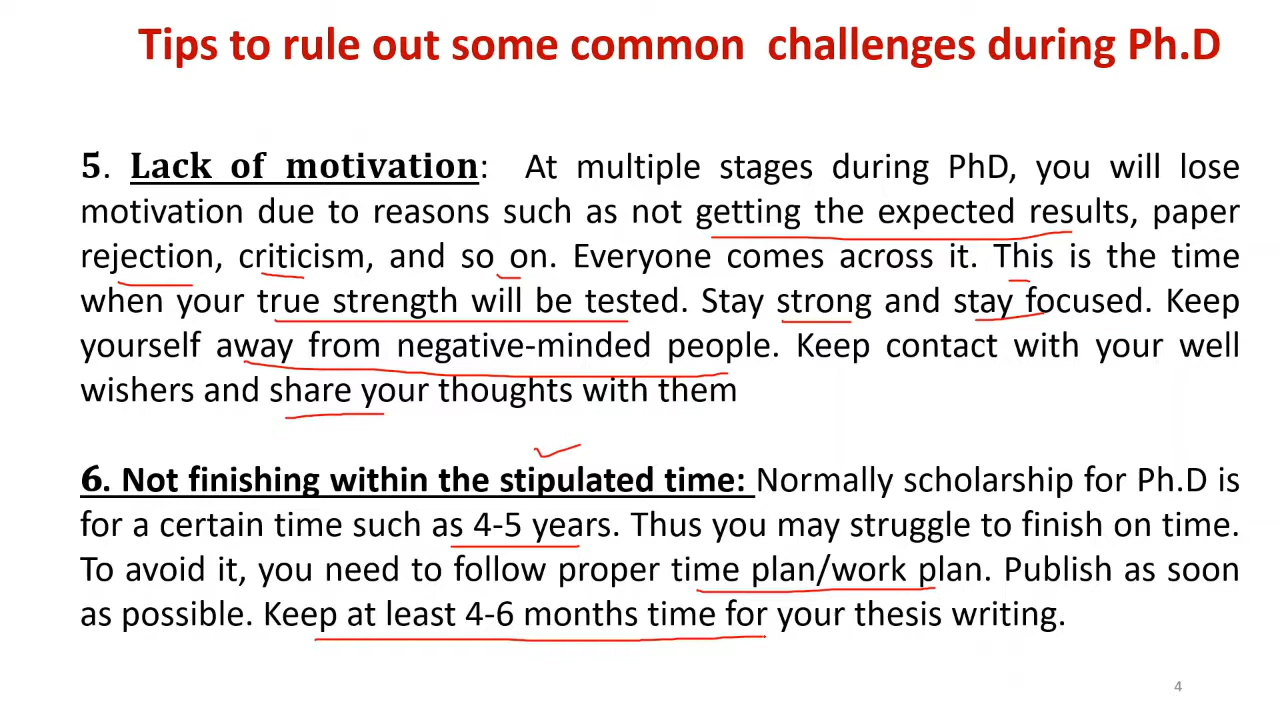 Tips to rule out some common challenges during Ph.D
5. Lack of motivation: At multiple stages during PhD, you will lose
motivation due to reasons such as not getting the expected results, paper
rejection, criticism, and so on. Everyone comes across it. This is the time
when your true strength will be tested. Stay strong and stay focused. Keep
yourself away from negative-minded people. Keep contact with your well
wishers and share your thoughts with them
6. Not finishing within the stipulated time: Normally scholarship for Ph.D is
for a certain time such as 4-5 years. Thus you may struggle to finish on time.
To avoid it, you need to follow proper time plan/work plan. Publish as soon
as possible. Keep at least 4-6 months time for your thesis writing.
4